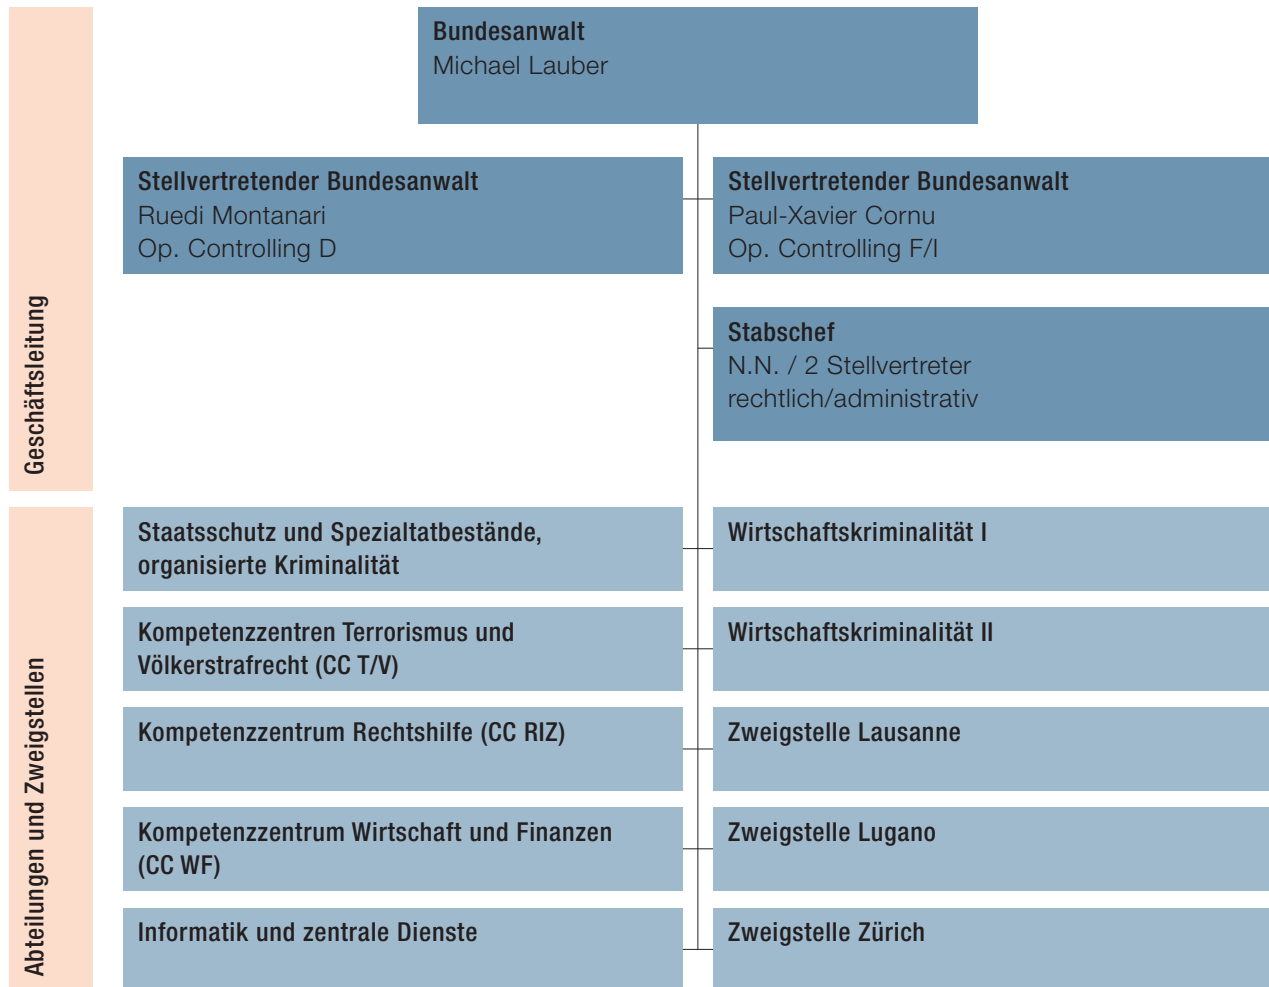 Geschäftsleitung
Bundesanwalt
Michael Lauber
Stellvertretender Bundesanwalt
Ruedi Montanari
Op. Controlling D
Stellvertretender Bundesanwalt
Paul-Xavier Cornu
Op. Controlling F/I
Stabschef
N.N. / 2 Stellvertreter
rechtlich/administrativ
Abteilungen und Zweigstellen
Staatsschutz und Spezialtatbestände,
organisierte Kriminalität
Wirtschaftskriminalität I
Kompetenzzentren Terrorismus und
Völkerstrafrecht (CC T/V)
Wirtschaftskriminalität II
Kompetenzzentrum Rechtshilfe (CC RIZ)
Zweigstelle Lausanne
Kompetenzzentrum Wirtschaft und Finanzen
(CC WF)
Zweigstelle Lugano
Informatik und zentrale Dienste
Zweigstelle Zürich